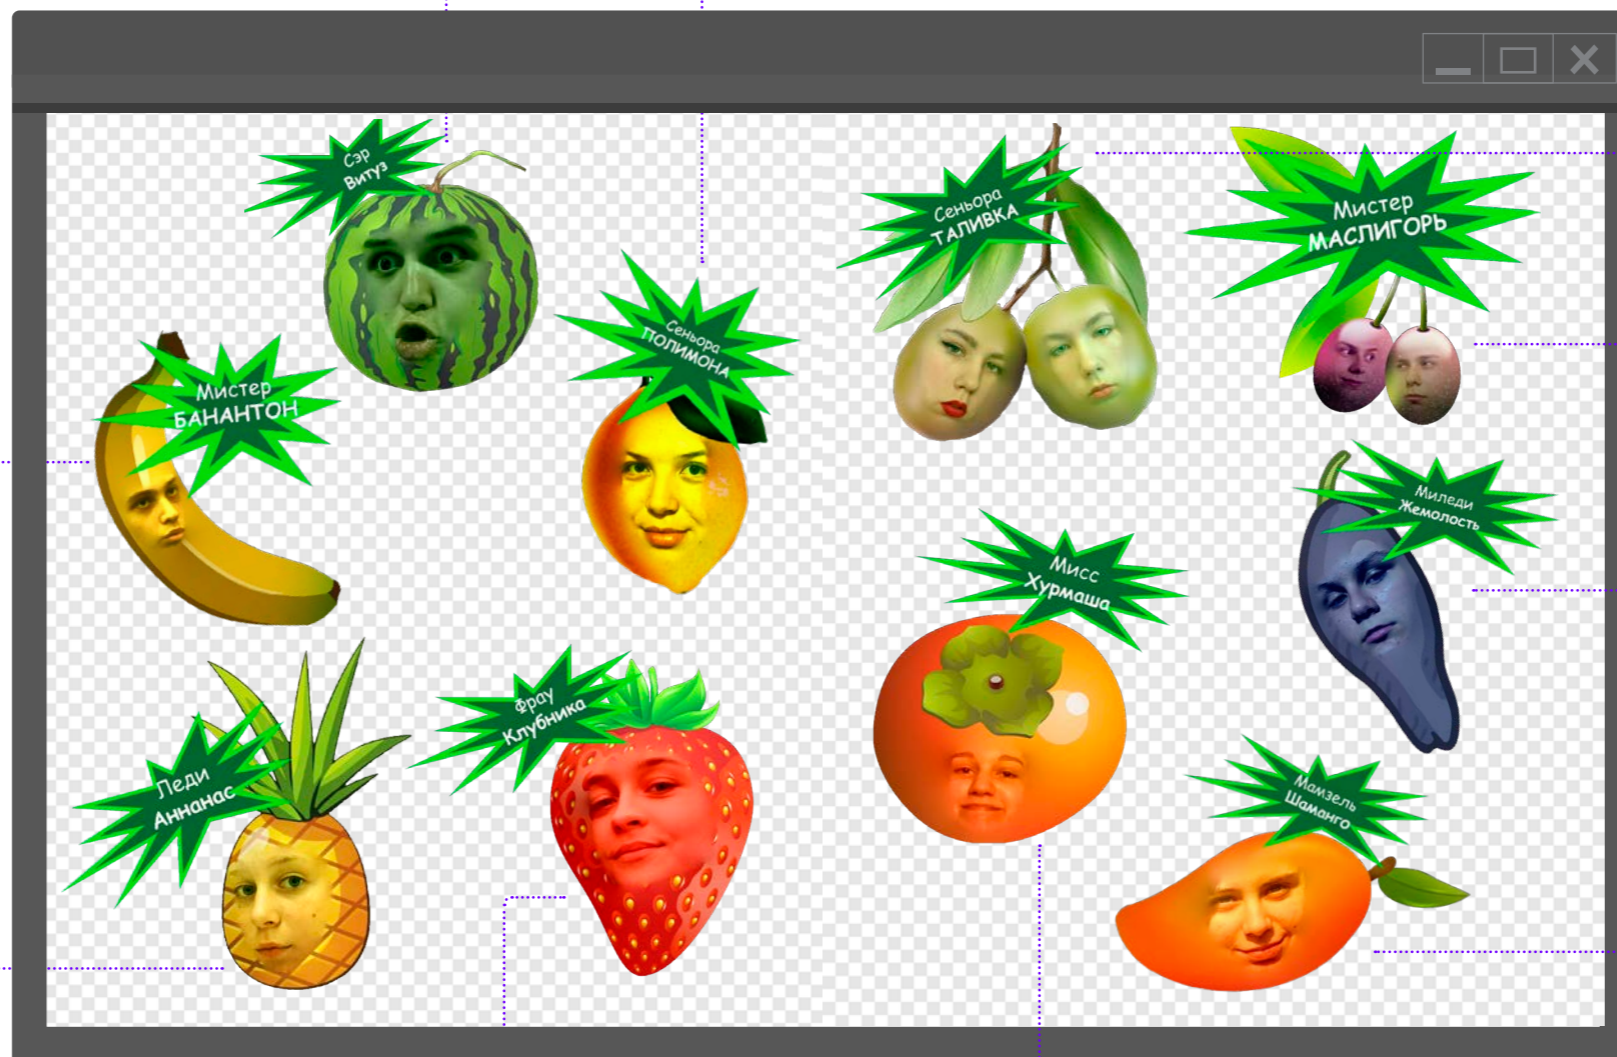 Сэр
Витуз
Сеньора
ТАЛИВКА
Мистер
МАСЛИГОРЬ
Сеньора
ПОЛИМОНА
Мистер
БАНАНТОН
Миледи
Жемолость
Мисс
Хурмаша
Фрау
Клубника
Леди
Аннанас
Мамзель
Шаманго